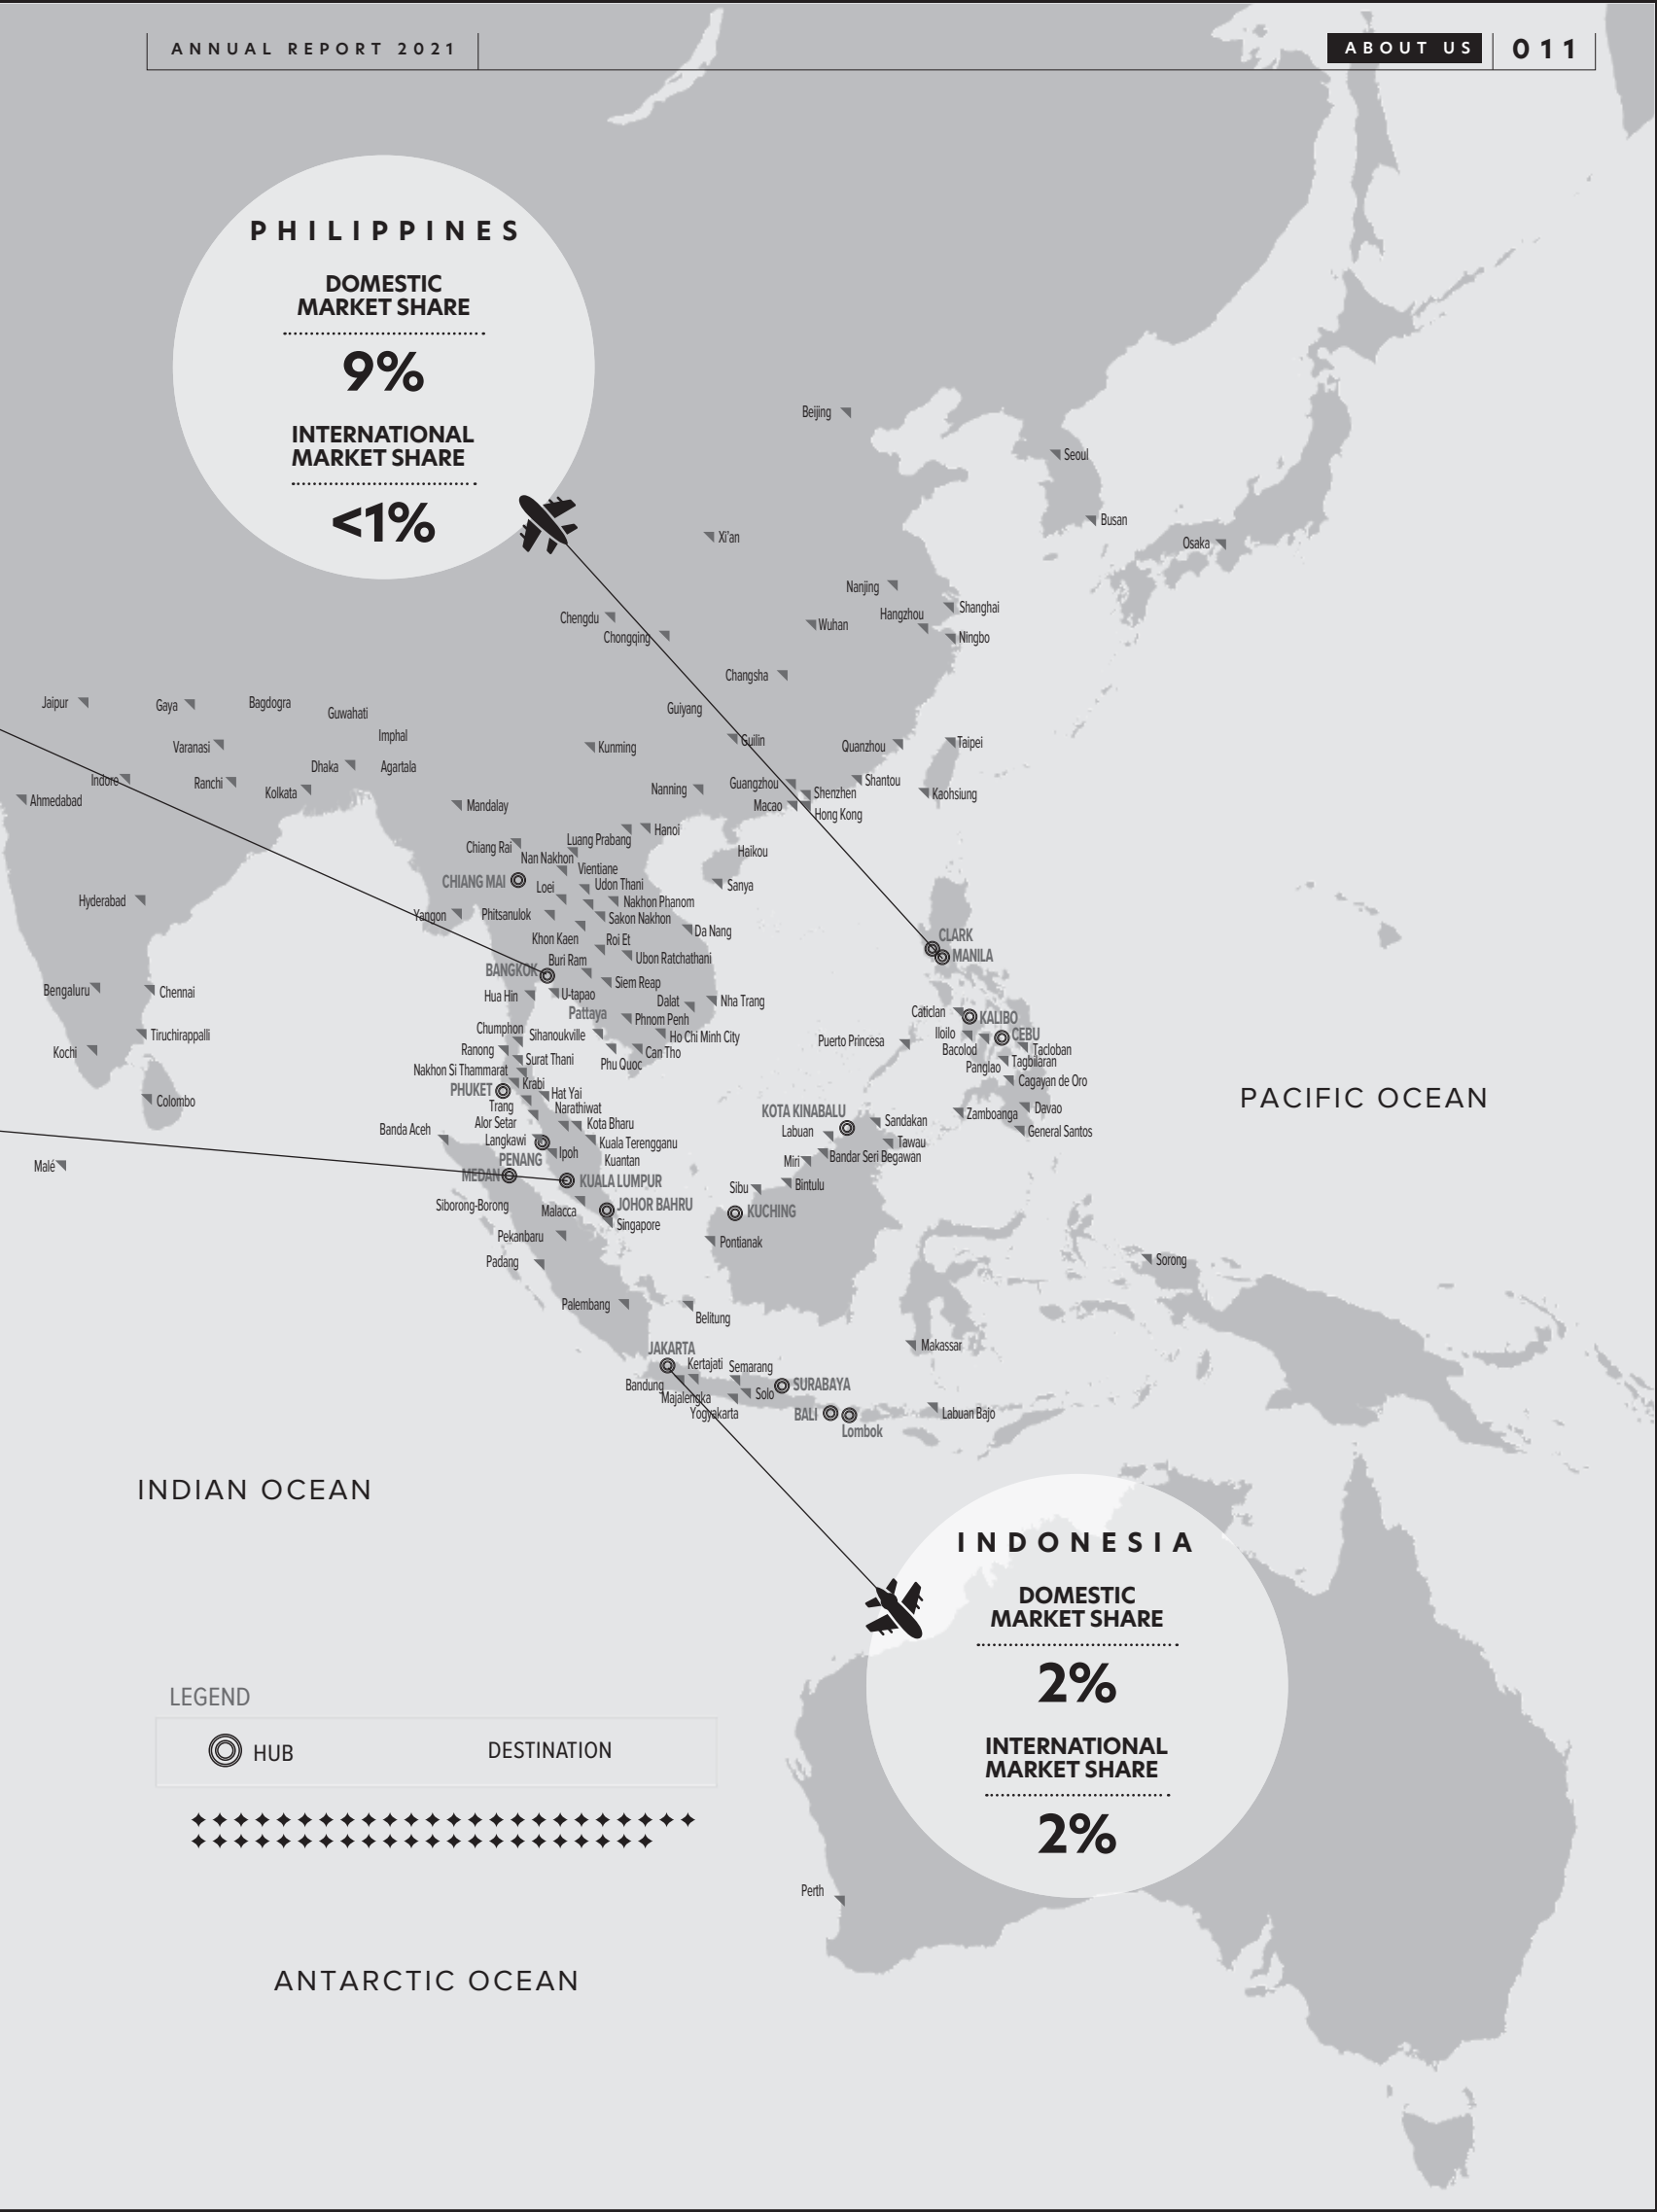 ANNUAL REPORT 2021
ABOUT US
011
PHILIPPINES
DOMESTIC
MARKET SHARE
9%
INTERNATIONAL
MARKET SHARE
<1%
Beijing
Seoul
Busan
Osaka
Xi'an
Nanjing
Shanghai
Hangzhou
Chengdu
Wuhan
Chongqing
Ningbo
Changsha
Jaipur
Gaya
Bagdogra
Guwahati
Guiyang
Imphal
Varanasi
Kunming
Guilin
Quanzhou
Taipei
Dhaka
Agartala
Indore
Ranchi
Kolkata
Nanning
Guangzhou
Shantou
Shenzhen
Kaohsiung
Ahmedabad
Mandalay
Macao
Hong Kong
Hanoi
Luang Prabang
Chiang Rai
Haikou
Nan Nakhon
Vientiane
CHIANG MAI
Loei
Udon Thani
Sanya
Hyderabad
Nakhon Phanom
Yangon
Phitsanulok
Sakon Nakhon
Da Nang
Khon Kaen
Roi Et
CLARK
MANILA
Buri Ram
Ubon Ratchathani
BANGKOK
Siem Reap
Bengaluru
Chennai
Hua Hin
U-tapao
Dalat
Nha Trang
Pattaya
Phnom Penh
Caticlan
KALIBO
Chumphon
Sihanoukville
Ho Chi Minh City
Tiruchirappalli
Puerto Princesa
Iloilo
CEBU
Kochi
Ranong
Surat Thani
Can Tho
Bacolod
Tacloban
Phu Quoc
Panglao
Tagbilaran
Nakhon Si Thammarat
Krabi
Cagayan de Oro
PHUKET
Hat Yai
PACIFIC OCEAN
Colombo
Trang
Narathiwat
KOTA KINABALU
Zamboanga
Davao
Alor Setar
Kota Bharu
Sandakan
Banda Aceh
Labuan
General Santos
Langkawi
Kuala Terengganu
Tawau
Ipoh
PENANG
Kuantan
Miri
Bandar Seri Begawan
Malé
MEDAN
KUALA LUMPUR
Sibu
Bintulu
Siborong-Borong
Malacca
JOHOR BAHRU
KUCHING
Singapore
Pekanbaru
Pontianak
Padang
Sorong
Palembang
Belitung
JAKARTA
Makassar
Kertajati
Semarang
Bandung
SURABAYA
Majalengka
Solo
Yogyakarta
BALI
Labuan Bajo
Lombok
INDIAN OCEAN
INDONESIA
DOMESTIC
MARKET SHARE
2%
INTERNATIONAL
MARKET SHARE
2%
LEGEND
HUB
DESTINATION
Perth
ANTARCTIC OCEAN